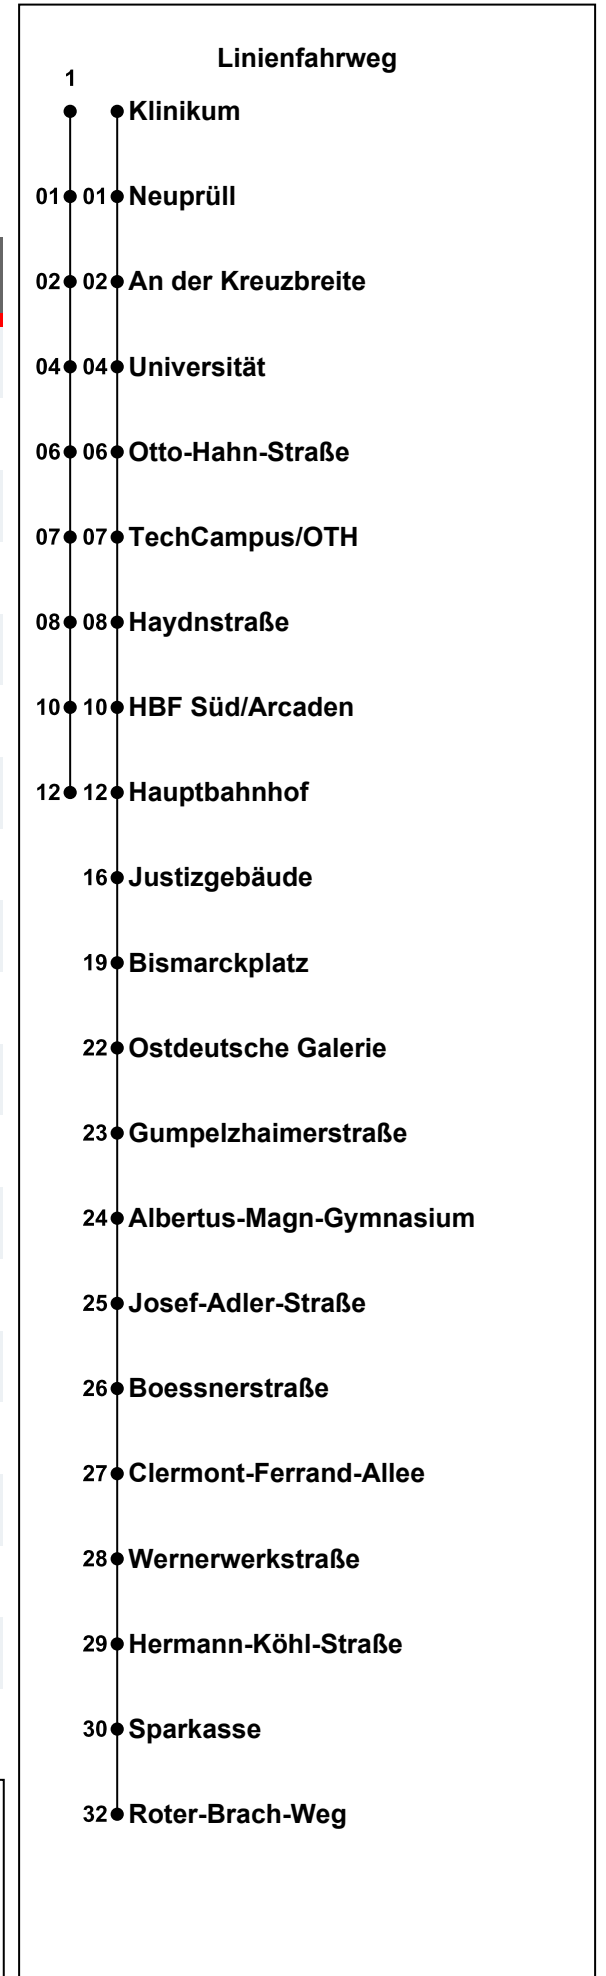 Linienfahrweg
1
Klinikum
01 01 Neuprüll
02 02 An der Kreuzbreite
04 04 Universität
06 06 Otto-Hahn-Straße
07 07 TechCampus/OTH
08 08 Haydnstraße
10 10 HBF Süd/Arcaden
12 12 Hauptbahnhof
16 Justizgebäude
19 Bismarckplatz
22 Ostdeutsche Galerie
23 Gumpelzhaimerstraße
24 Albertus-Magn-Gymnasium
25 Josef-Adler-Straße
26 Boessnerstraße
27 Clermont-Ferrand-Allee
28 Wernerwerkstraße
29 Hermann-Köhl-Straße
30 Sparkasse
32 Roter-Brach-Weg